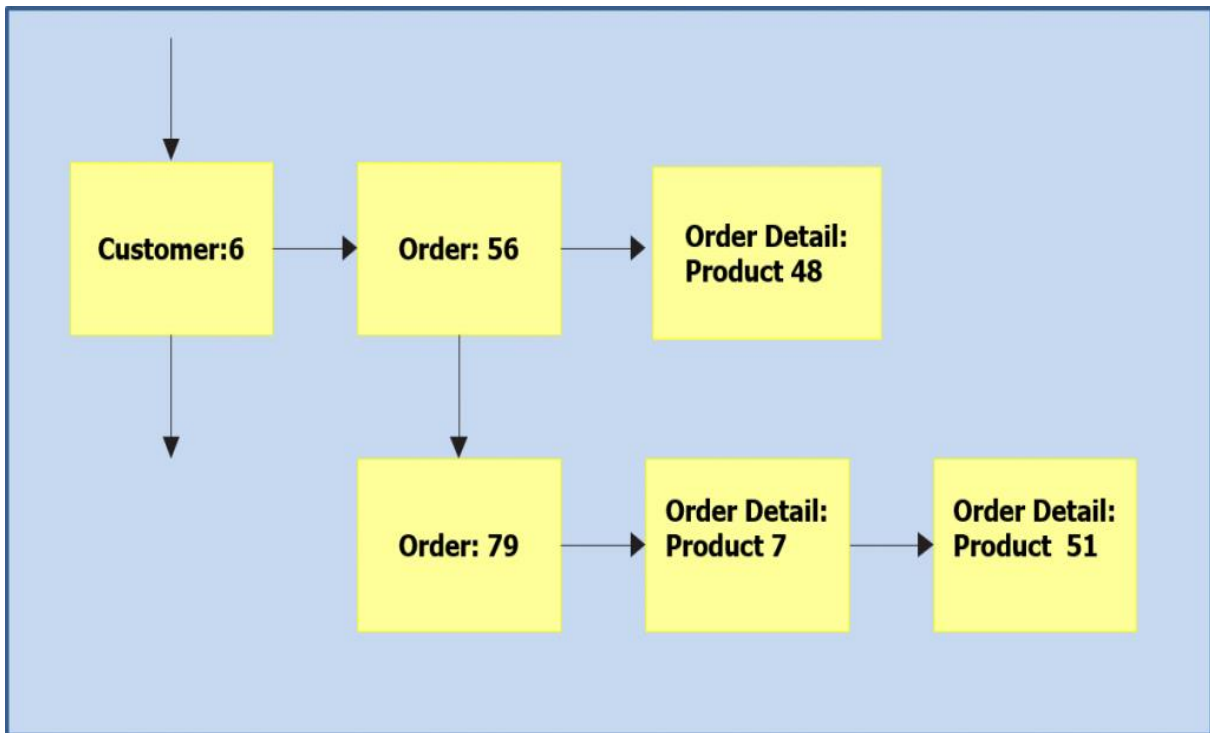 Customer:6
Order: 56
Order Detail:
Product 48
Order: 79
Order Detail:
Product 7
Order Detail:
Product  51